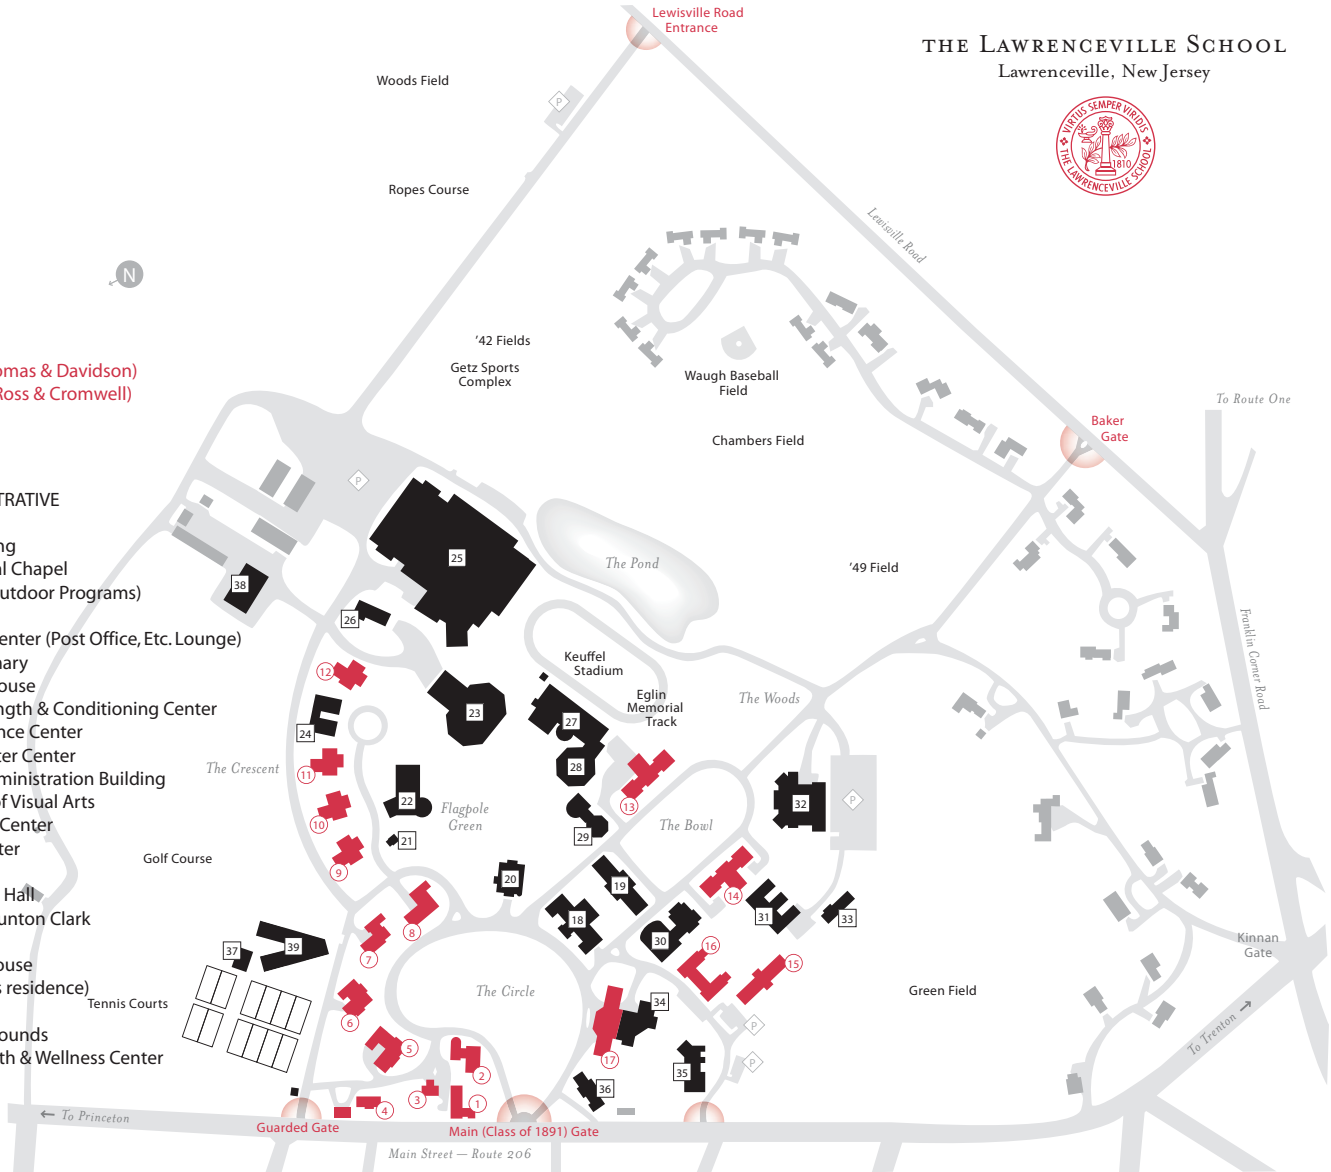 Lewisville Road
Entrance
THE LAWRENCEVILLE SCHOOL
Lawrenceville, New Jersey
VIRTUS SEMPER VIRIDIS
THE LAWRENCEVILLE SCHOOL
1810
Woods Field
P
Ropes Course
Lewisville Road
N
'42 Fields
Getz Sports
Complex
Waugh Baseball
Field
Chambers Field
Baker
Gate
To Route One
omas & Davidson)
Ross & Cromwell)
P
TRATIVE
ng
al Chapel
utdoor Programs)
enter (Post Office, Etc. Lounge)
nary
ouse
ngth & Conditioning Center
nce Center
ter Center
ministration Building
of Visual Arts
Center
ter
Hall
unton Clark
ouse
s residence)
ounds
th & Wellness Center
25
The Pond
'49 Field
38
26
Franklin Corner Road
12
Keuffel
Stadium
Eglin
Memorial
Track
The Woods
23
24
27
The Crescent
11
28
22
Flagpole
Green
10
13
The Bowl
32
P
21
29
Golf Course
9
20
19
14
31
33
8
18
30
16
15
37
39
7
Kinnan
Gate
Tennis Courts
The Circle
Green Field
34
6
P
To Trenton →
5
17
P
2
35
36
3
1
4
← To Princeton
Guarded Gate
Main (Class of 1891) Gate
Main Street — Route 206